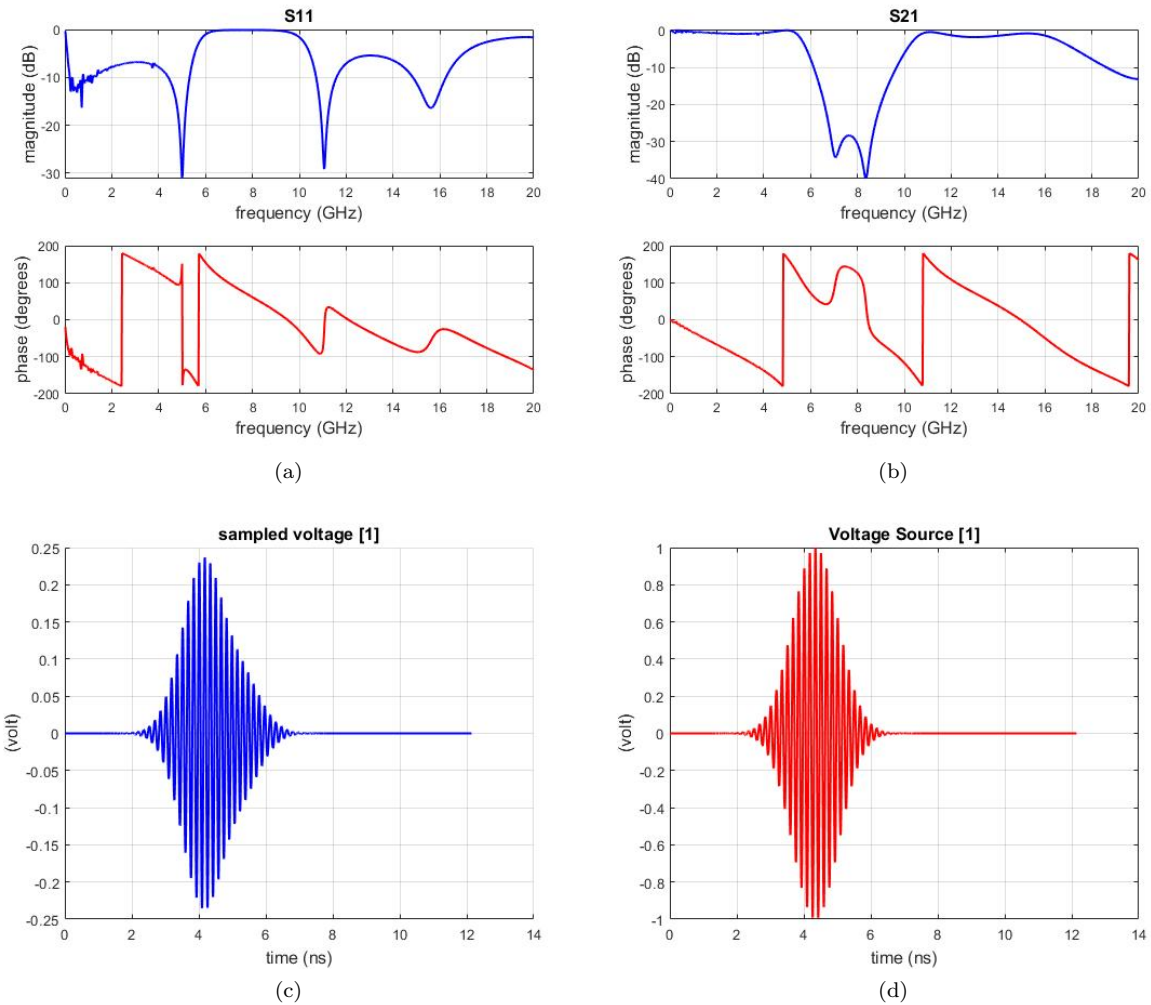 S11
magnitude (dB)
0
-10
-20
-30
0 2 4 6 8 10 12 14 16 18 20
frequency (GHz)
phase (degrees)
200
100
0
-100
-200
0 2 4 6 8 10 12 14 16 18 20
frequency (GHz)
(a)
S21
magnitude (dB)
0
-10
-20
-30
-40
0 2 4 6 8 10 12 14 16 18 20
frequency (GHz)
phase (degrees)
200
100
0
-100
-200
0 2 4 6 8 10 12 14 16 18 20
frequency (GHz)
(b)
sampled voltage [1]
(volt)
0.25
0.2
0.15
0.1
0.05
0
-0.05
-0.1
-0.15
-0.2
-0.25
0 2 4 6 8 10 12 14
time (ns)
(c)
Voltage Source [1]
(volt)
1
0.8
0.6
0.4
0.2
0
-0.2
-0.4
-0.6
-0.8
-1
0 2 4 6 8 10 12 14
time (ns)
(d)